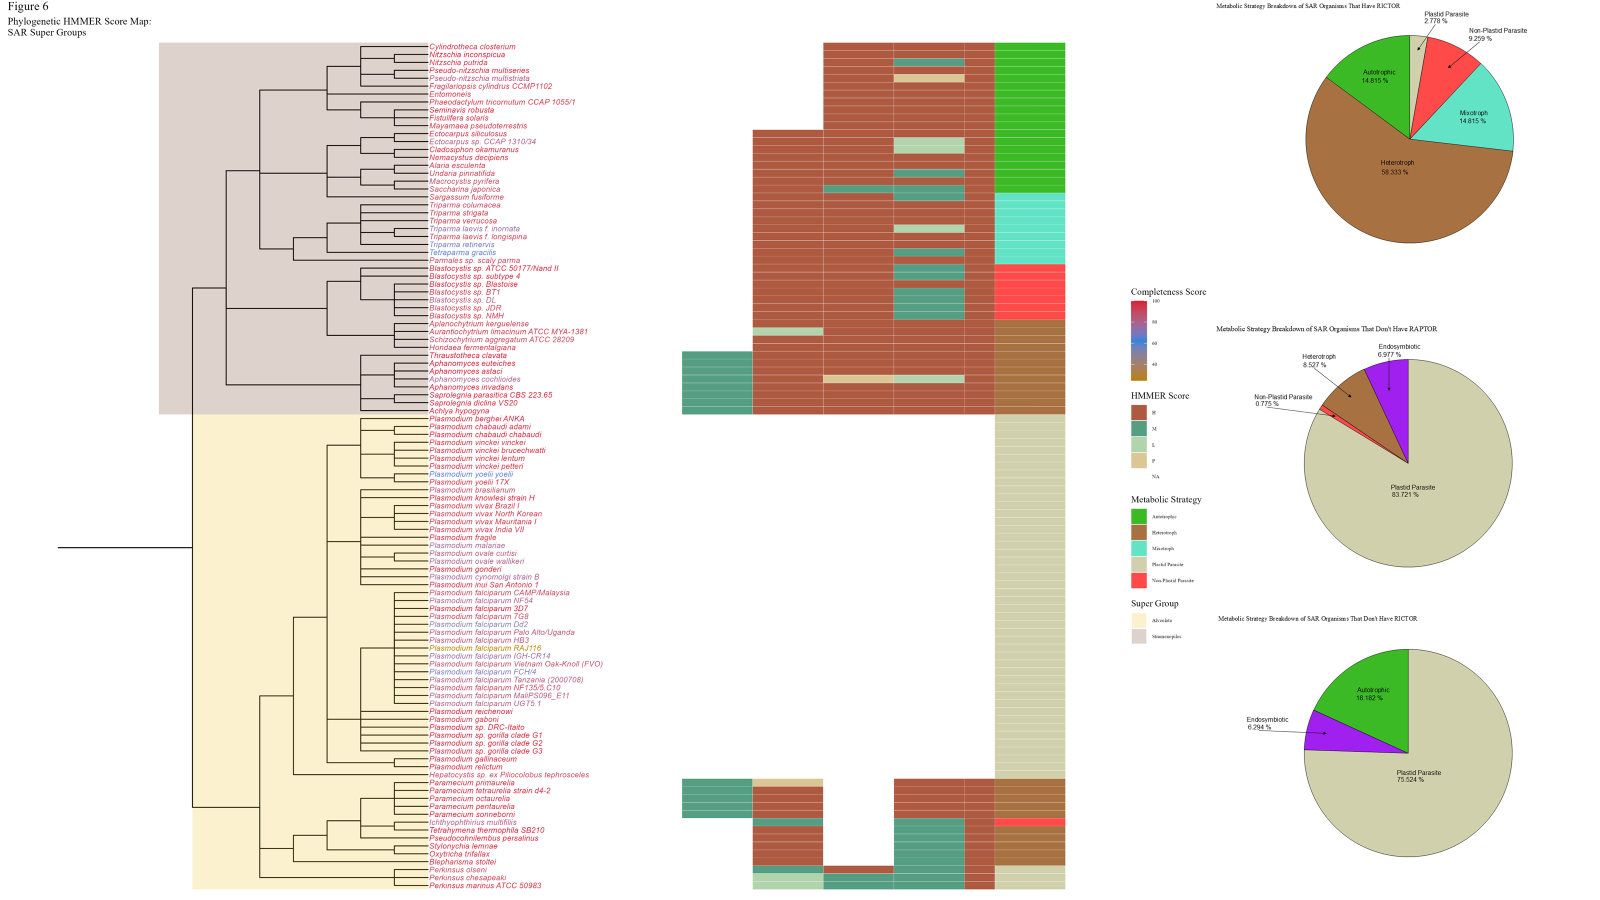 Figure 6
Phylogenetic HMMER Score Map:
SAR Super Groups
Cylindrotheca closterium
Nitzschia inconspicua
Nitzschia putrida
Pseudo-nitzschia multiseries
Pseudo-nitzschia multistriata
Fragilariopsis cylindrus CCMP1102
Entomoneis
Phaeodactylum tricornutum CCAP 1055/1
Seminavis robusta
Fistulifera solaris
Mayamaea pseudoterrestris
Ectocarpus siliculosus
Ectocarpus sp. CCAP 1310/34
Cladosiphon okamuranus
Nemacystus decipiens
Alaria esculenta
Undaria pinnatifida
Macrocystis pyrifera
Saccharina japonica
Sargassum fusiforme
Triparma columacea
Triparma strigata
Triparma verrucosa
Triparma laevis f. inornata
Triparma laevis f. longispina
Triparma retinervis
Tetraparma gracilis
Parmales sp. scaly parma
Blastocystis sp. ATCC 50177/Nand II
Blastocystis sp. subtype 4
Blastocystis sp. Blastoise
Blastocystis sp. BT1
Blastocystis sp. DL
Blastocystis sp. JDR
Blastocystis sp. NMH
Aplanochytrium kerguelense
Aurantiochytrium limacinum ATCC MYA-1381
Schizochytrium aggregatum ATCC 28209
Hondaea fermentalgiana
Thraustotheca clavata
Aphanomyces euteiches
Aphanomyces astaci
Aphanomyces cochlioides
Aphanomyces invadans
Saprolegnia parasitica CBS 223.65
Saprolegnia diclina VS20
Achlya hypogyna
Plasmodium berghei ANKA
Plasmodium chabaudi adami
Plasmodium chabaudi chabaudi
Plasmodium vinckei vinckei
Plasmodium vinckei brucechwatti
Plasmodium vinckei lentum
Plasmodium vinckei petteri
Plasmodium yoelii yoelii
Plasmodium yoelii 17X
Plasmodium brasilianum
Plasmodium knowlesi strain H
Plasmodium vivax Brazil I
Plasmodium vivax North Korean
Plasmodium vivax Mauritania I
Plasmodium vivax India VII
Plasmodium fragile
Plasmodium malariae
Plasmodium ovale curtisi
Plasmodium ovale wallikeri
Plasmodium gonderi
Plasmodium cynomolgi strain B
Plasmodium inui San Antonio 1
Plasmodium falciparum CAMP/Malaysia
Plasmodium falciparum NF54
Plasmodium falciparum 3D7
Plasmodium falciparum 7G8
Plasmodium falciparum Dd2
Plasmodium falciparum Palo Alto/Uganda
Plasmodium falciparum HB3
Plasmodium falciparum RAJ116
Plasmodium falciparum IGH-CR14
Plasmodium falciparum Vietnam Oak-Knoll (FVO)
Plasmodium falciparum FCH/4
Plasmodium falciparum Tanzania (2000708)
Plasmodium falciparum NF135/5.C10
Plasmodium falciparum MaliPS096_E11
Plasmodium falciparum UGT5.1
Plasmodium reichenowi
Plasmodium gaboni
Plasmodium sp. DRC-Itaito
Plasmodium sp. gorilla clade G1
Plasmodium sp. gorilla clade G2
Plasmodium sp. gorilla clade G3
Plasmodium gallinaceum
Plasmodium relictum
Hepatocystis sp. ex Piliocolobus tephrosceles
Paramecium primaurelia
Paramecium tetraurelia strain d4-2
Paramecium octaurelia
Paramecium pentaurelia
Paramecium sonneborni
Ichthyophthirius multifiliis
Tetrahymena thermophila SB210
Pseudocohnilembus persalinus
Stylonychia lemnae
Oxytricha trifallax
Blepharisma stoltei
Perkinsus olseni
Perkinsus chesapeaki
Perkinsus marinus ATCC 50983
Completeness Score
100
80
60
40
HMMER Score
H
M
L
P
NA
Metabolic Strategy
Autotrophic
Heterotroph
Mixotroph
Plastid Parasite
Non-Plastid Parasite
Super Group
Alveolata
Stramenopiles
Metabolic Strategy Breakdown of SAR Organisms That Have RICTOR
Plastid Parasite
2.778 %
Non-Plastid Parasite
9.259 %
Autotrophic
14.815 %
Mixotroph
14.815 %
Heterotroph
58.333 %
Metabolic Strategy Breakdown of SAR Organisms That Don't Have RAPTOR
Endosymbiotic
6.977 %
Heterotroph
8.527 %
Non-Plastid Parasite
0.775 %
Plastid Parasite
83.721 %
Metabolic Strategy Breakdown of SAR Organisms That Don't Have RICTOR
Autotrophic
18.182 %
Endosymbiotic
6.294 %
Plastid Parasite
75.524 %